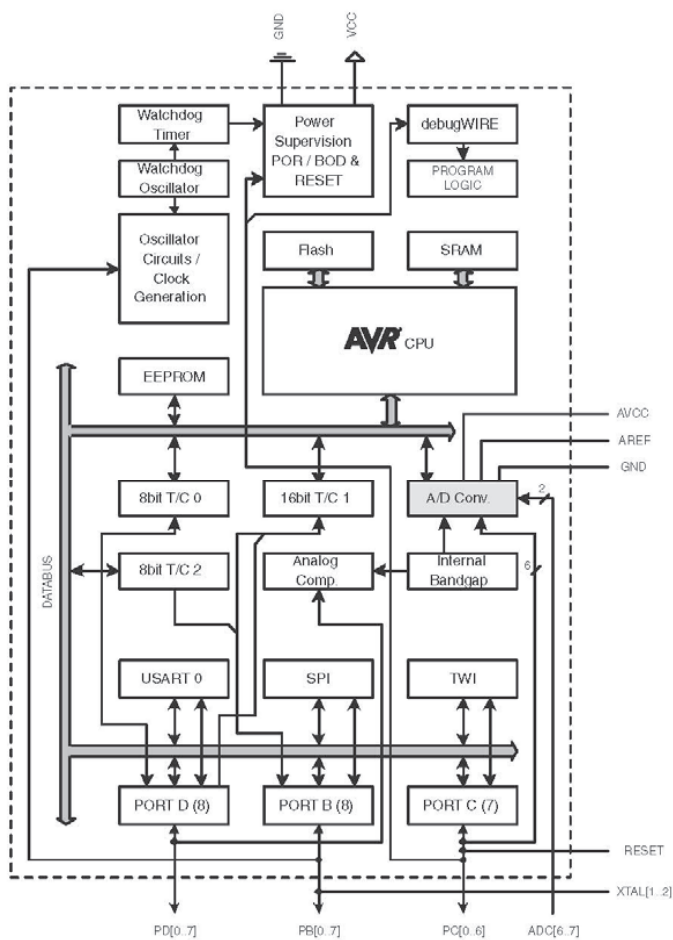 GND
VCC
Watchdog
Timer
Power
Supervision
POR / BOD &
RESET
debugWIRE
PROGRAM
LOGIC
Watchdog
Oscillator
Oscillator
Circuits /
Clock
Generation
Flash
SRAM
AVR CPU
EEPROM
AVCC
AREF
GND
8bit T/C 0
16bit T/C 1
A/D Conv.
2
DATABUS
8bit T/C 2
Analog
Comp.
Internal
Bandgap
6
USART 0
SPI
TWI
PORT D (8)
PORT B (8)
PORT C (7)
RESET
XTAL[1..2]
PD[0..7]
PB[0..7]
PC[0..6]
ADC[6..7]